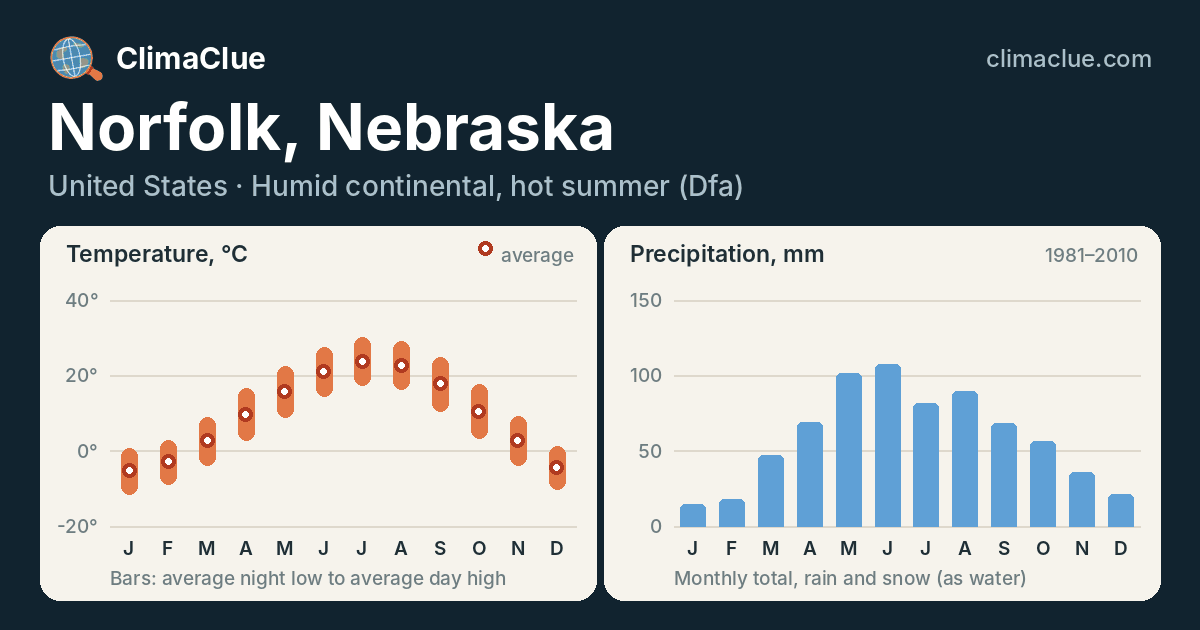 ClimaClue
climaclue.com
Norfolk, Nebraska
United States · Humid continental, hot summer (Dfa)
Temperature, °C
average
40°
20°
0°
-20°
J F M A M J J A S O N D
Bars: average night low to average day high
Precipitation, mm
1981–2010
150
100
50
0
J F M A M J J A S O N D
Monthly total, rain and snow (as water)